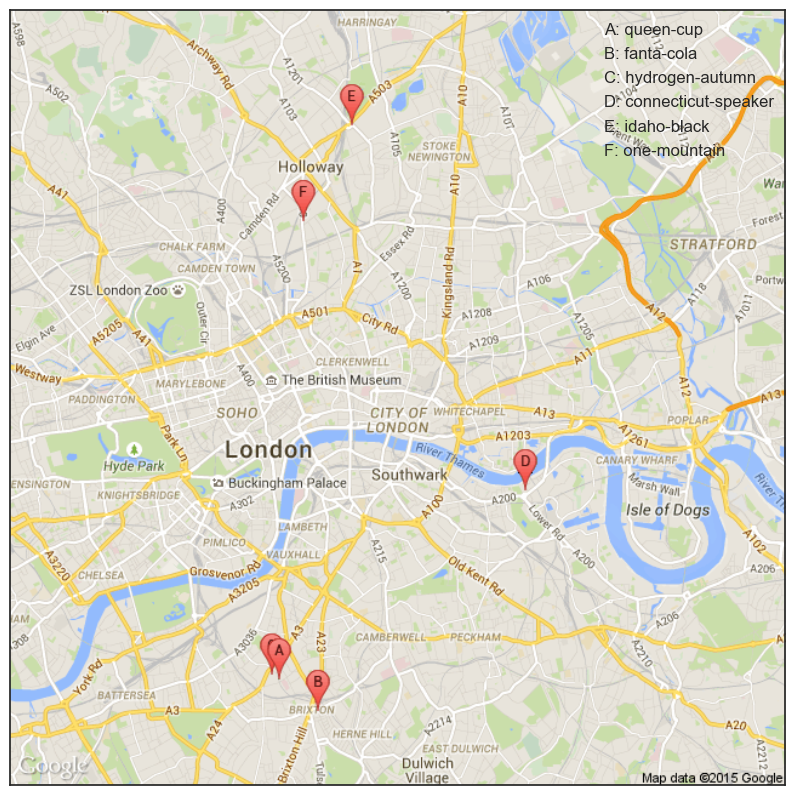 A: queen-cup
B: fanta-cola
C: hydrogen-autumn
D: connecticut-speaker
E: idaho-black
F: one-mountain
HARRINGAY
A598
Archway Rd
A1201
A503
A10
A104
A502
A103
E
A107
A105
STOKE
NEWINGTON
Holloway
A41
F
A10
A400
Camden Rd
Essex Rd
Forest
CHALK FARM
CAMDEN TOWN
A5200
A1
STRATFORD
ZSL London Zoo
A1200
Kingsland Rd
A106
A118
Outer Cir
A12
A1011
A501
City Rd
A1208
A1205
Elgin Ave
A5205
A41
A1209
A11
Westway
CLERKENWELL
A400
The British Museum
MARYLEBONE
A12
A13
PADDINGTON
SOHO
CITY OF
LONDON
WHITECHAPEL
A13
POPLAR
Park Ln
London
A1203
A1261
River Thames
Hyde Park
D
CANARY WHARF
Southwark
Buckingham Palace
ENSINGTON
KNIGHTSBRIDGE
A302
A100
A200
Marsh Wall
Isle of Dogs
LAMBETH
Lower Rd
A102
PIMLICO
A215
VAUXHALL
A200
Old Kent Rd
A3220
CHELSEA
Grosvenor Rd
A206
A3205
A308
A3036
A3
A23
CAMBERWELL
PECKHAM
A206
A2210
A
York Rd
BATTERSEA
B
A3
BRIXTON
A24
A2214
A20
HERNE HILL
EAST DULWICH
Brixton Hill
Dulwich
Village
A2212
Google
Map data ©2015 Google